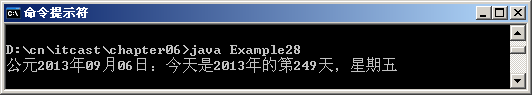 命令提示符
D:\cn\itcast\chapter06>java Example28
公元2013年09月06日：今天是2013年的第249天，星期五